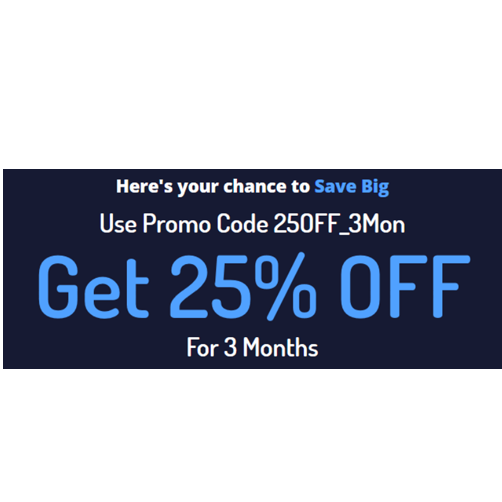 Here's your chance to Save Big
Use Promo Code 25OFF_3Mon
Get 25% OFF
For 3 Months